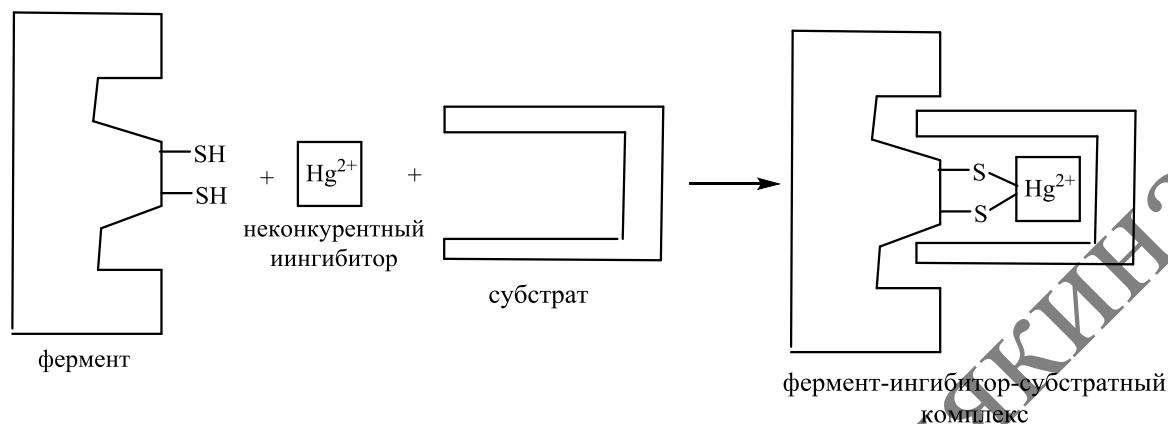 SH
SH
+
Hg2+
+
неконкурентный
иингибитор
субстрат
фермент
S
S
Hg2+
фермент-ингибитор-субстратный
комплекс